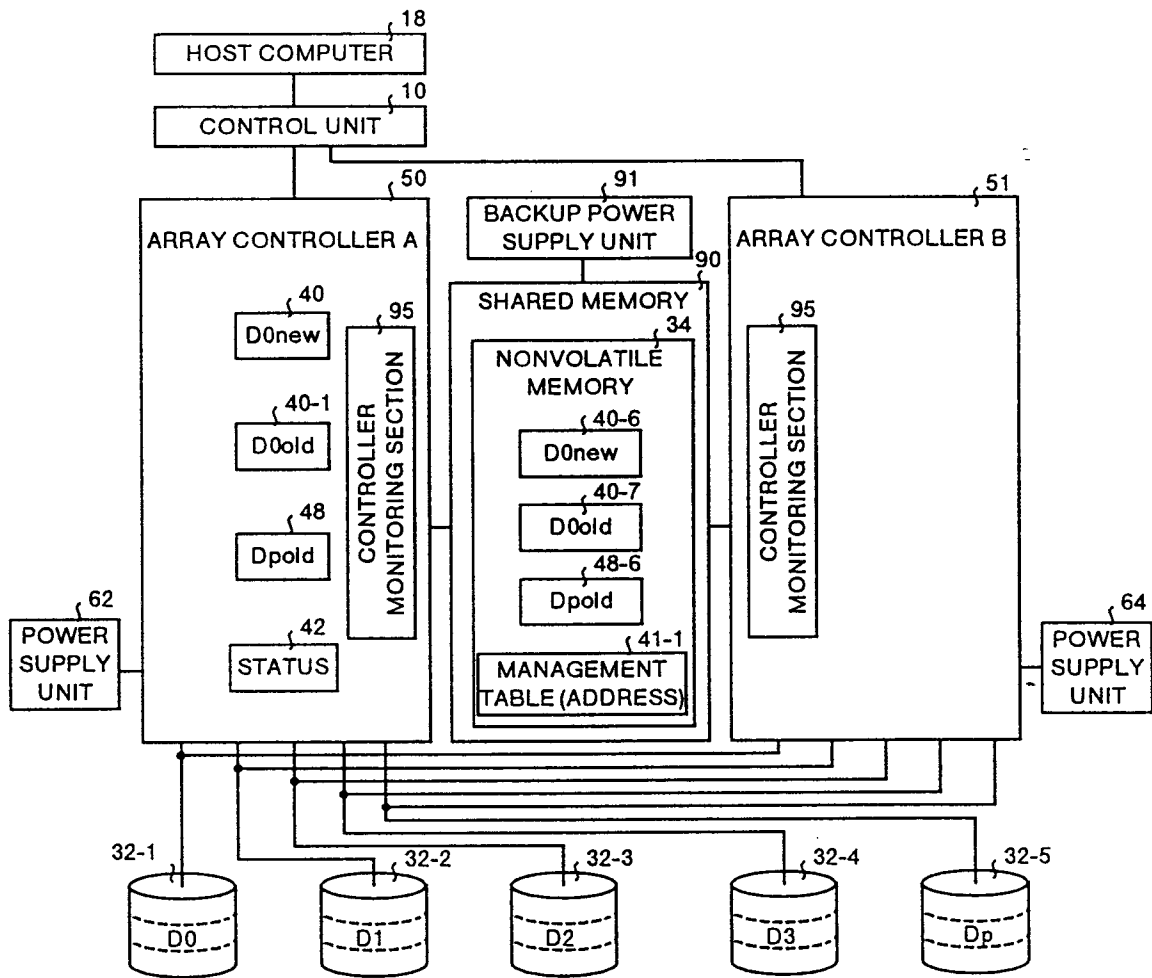 18
HOST COMPUTER
10
CONTROL UNIT
50
91
51
ARRAY CONTROLLER A
BACKUP POWER
SUPPLY UNIT
ARRAY CONTROLLER B
90
SHARED MEMORY
40
D0new
95
CONTROLLER
MONITORING SECTION
34
NONVOLATILE
MEMORY
95
CONTROLLER
MONITORING SECTION
40-1
D0old
40-6
D0new
40-7
D0old
48
Dpold
48-6
Dpold
62
POWER
SUPPLY
UNIT
42
STATUS
41-1
MANAGEMENT
TABLE (ADDRESS)
64
POWER
SUPPLY
UNIT
32-1
32-2
32-3
32-4
32-5
D0
D1
D2
D3
Dp